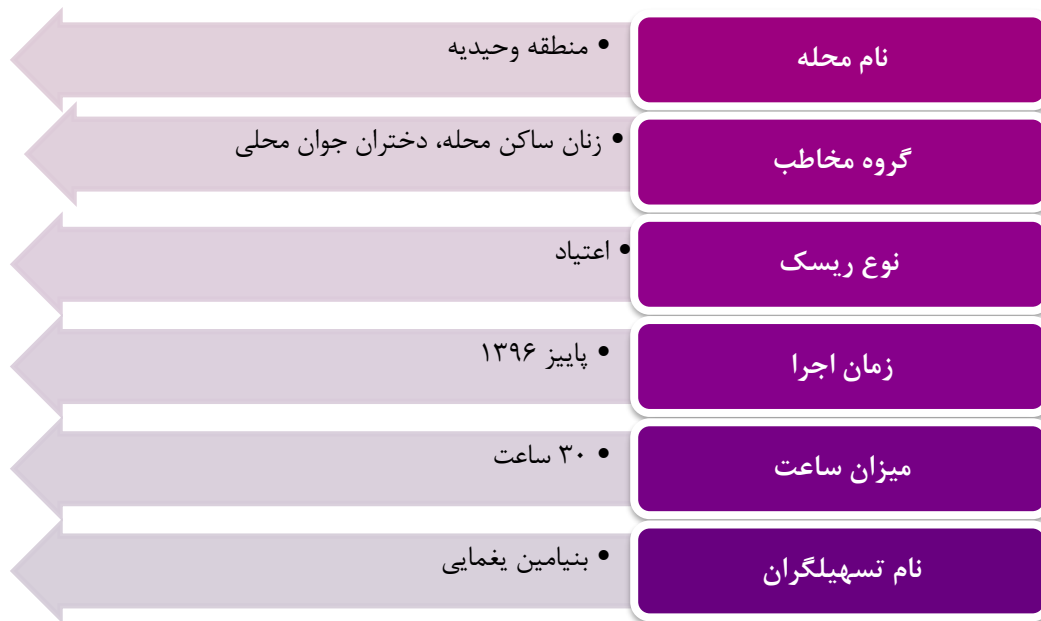 نام محله
• منطقه وحیدیه
گروه مخاطب
• زنان ساکن محله، دختران جوان محلی
نوع ریسک
• اعتیاد
زمان اجرا
• پاییز ۱۳۹۶
میزان ساعت
• ۳۰ ساعت
نام تسهیلگران
• بنیامین یغمایی